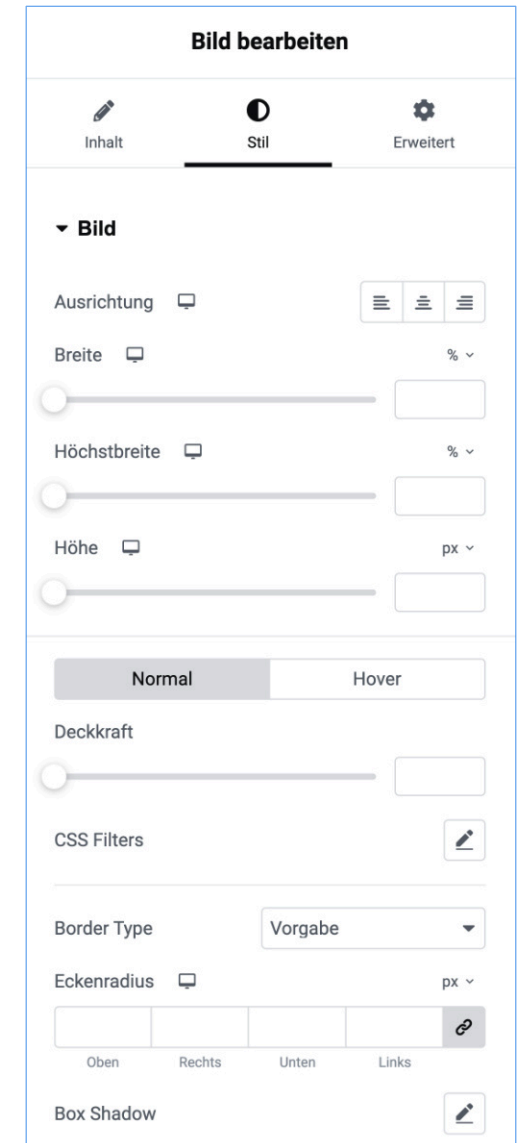 Bild bearbeiten
Inhalt Stil Erweitert
Bild
Ausrichtung
Breite %
Höchstbreite %
Höhe px
Normal Hover
Deckkraft
CSS Filters
Border Type Vorgabe
Eckenradius px
Oben Rechts Unten Links
Box Shadow